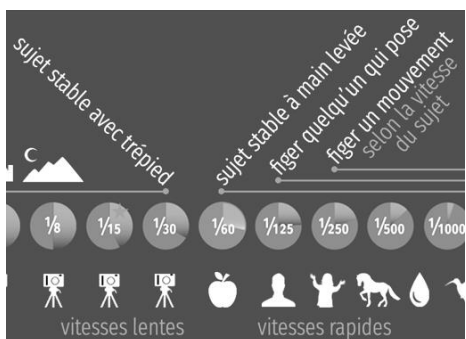 sujet stable avec trépied
sujet stable à main levée
figer quelqu'un qui pose
figer un mouvement
selon la vitesse
du sujet
1/8 1/15 1/30 1/60 1/125 1/250 1/500 1/1000
vitesses lentes vitesses rapides